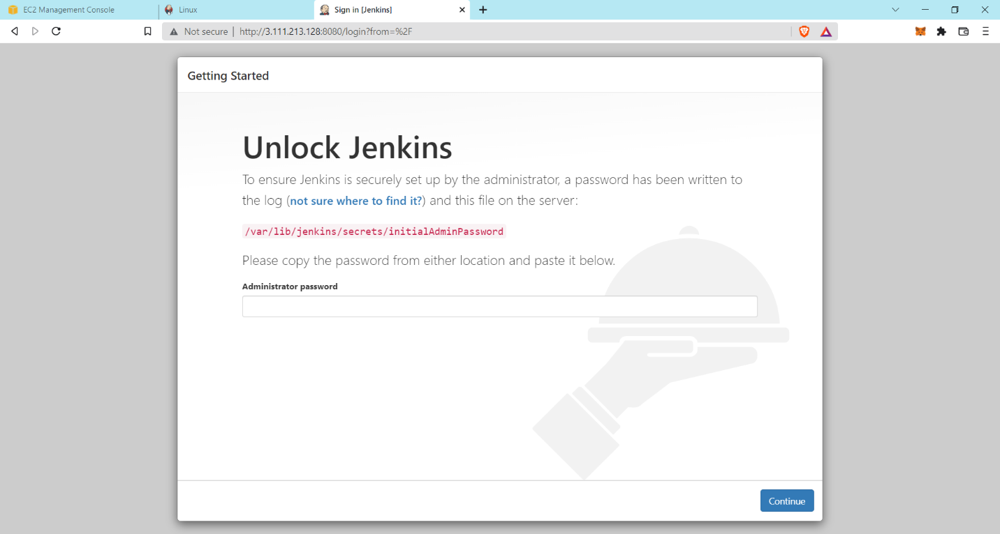 EC2 Management Console
Linux
Sign in [Jenkins]
Not secure | http://3.111.213.128:8080/login?from=%2F
Getting Started
Unlock Jenkins
To ensure Jenkins is securely set up by the administrator, a password has been written to
the log (not sure where to find it?) and this file on the server:
/var/lib/jenkins/secrets/initialAdminPassword
Please copy the password from either location and paste it below.
Administrator password
Continue